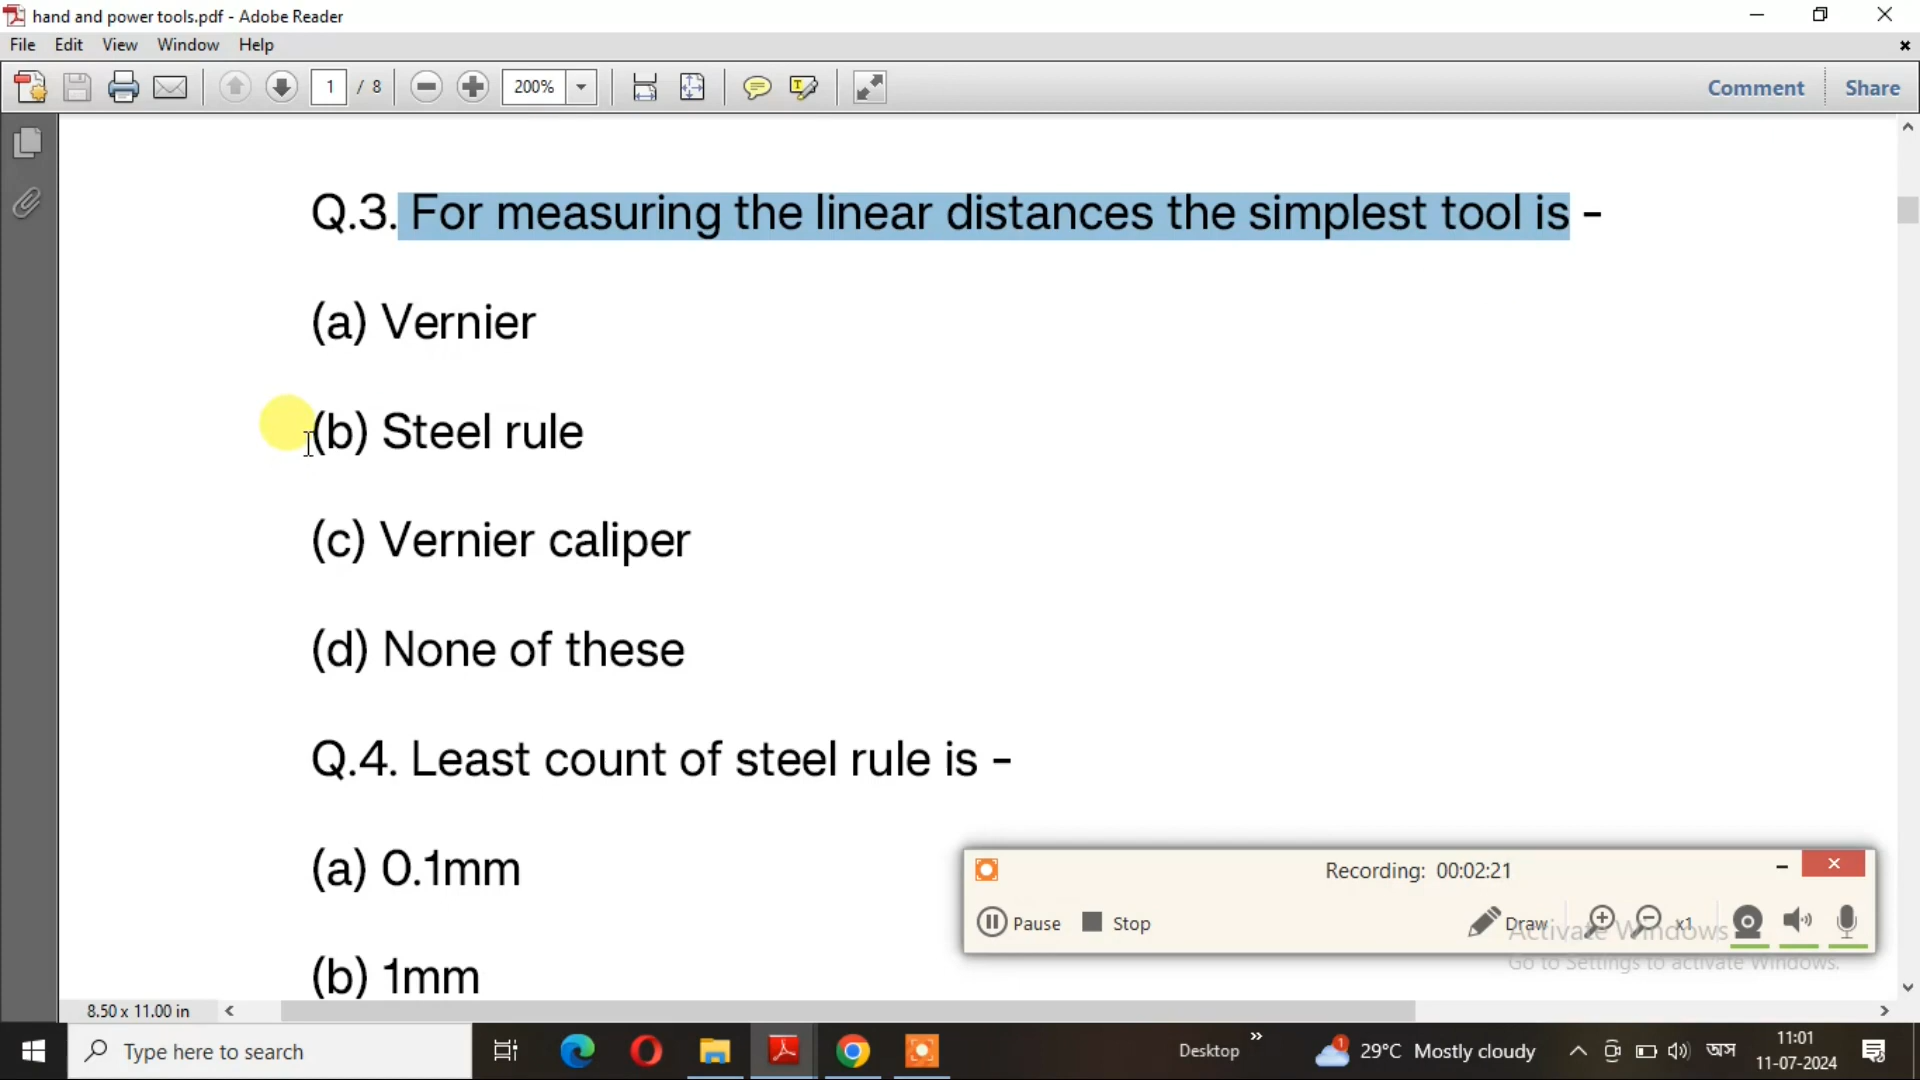 hand and power tools.pdf - Adobe Reader
File Edit View Window Help
1 / 8 200% Comment Share
Q.3. For measuring the linear distances the simplest tool is -
(a) Vernier
(b) Steel rule
(c) Vernier caliper
(d) None of these
Q.4. Least count of steel rule is -
(a) 0.1mm
(b) 1mm
Recording: 00:02:21
Pause Stop Draw x1
Activate Windows
Go to Settings to activate Windows.
8.50 x 11.00 in
Type here to search
Desktop
1
29°C Mostly cloudy
অস
11:01
11-07-2024